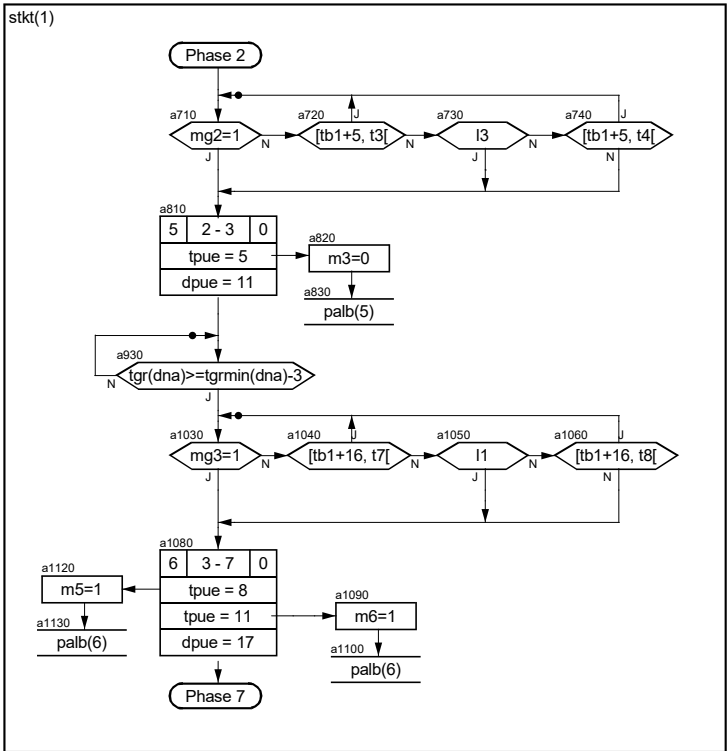 stkt(1)
Phase 2
a710
mg2=1
J
N
a720
[tb1+5, t3[
J
N
a730
l3
J
N
a740
[tb1+5, t4[
J
N
a810
5 2 - 3 0
tpue = 5
dpue = 11
a820
m3=0
a830
palb(5)
a930
tgr(dna)>=tgrmin(dna)-3
N
J
a1030
mg3=1
J
N
a1040
[tb1+16, t7[
J
N
a1050
l1
J
N
a1060
[tb1+16, t8[
J
N
a1080
6 3 - 7 0
tpue = 8
tpue = 11
dpue = 17
a1120
m5=1
a1130
palb(6)
a1090
m6=1
a1100
palb(6)
Phase 7